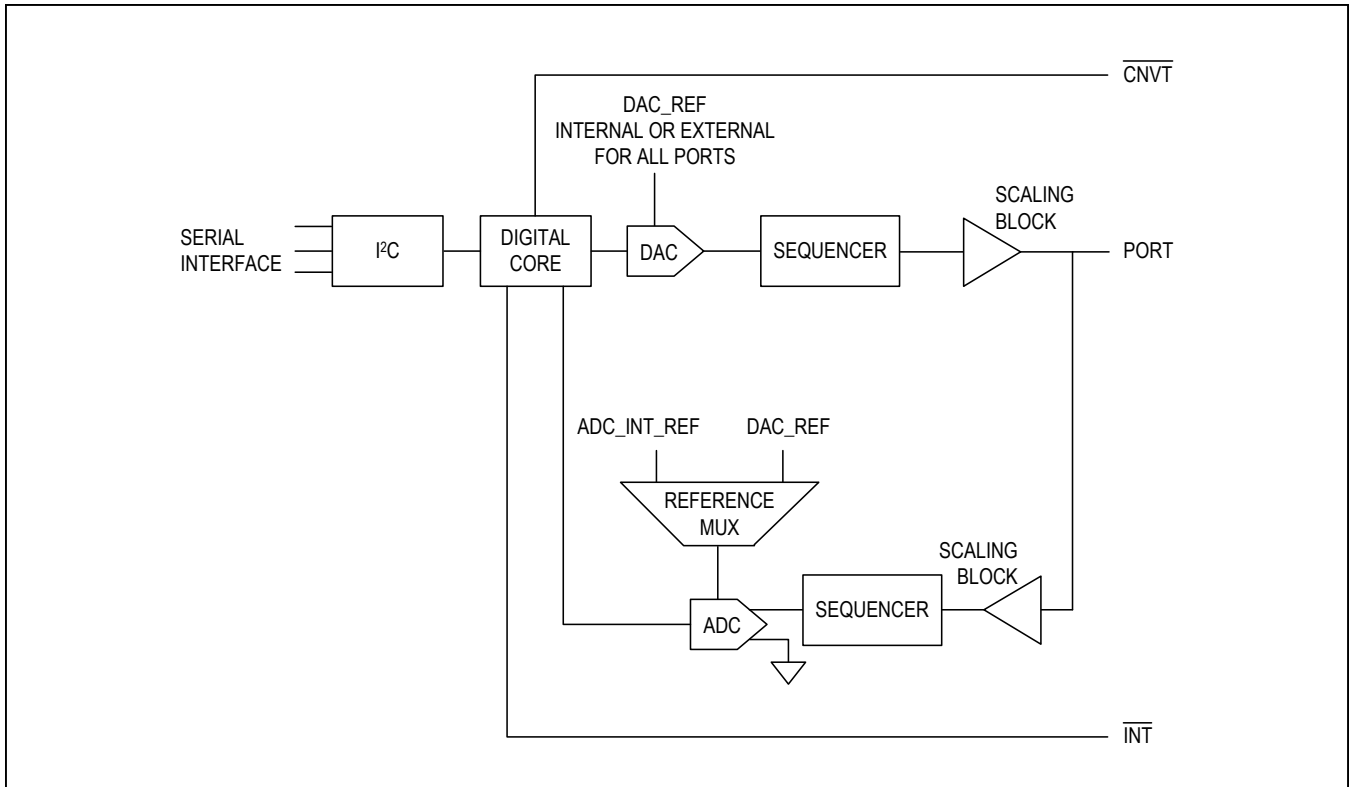 CNVT
DAC_REF
INTERNAL OR EXTERNAL
FOR ALL PORTS
SCALING
BLOCK
SERIAL
INTERFACE
I²C
DIGITAL
CORE
DAC
SEQUENCER
PORT
ADC_INT_REF
DAC_REF
REFERENCE
MUX
SCALING
BLOCK
ADC
SEQUENCER
INT